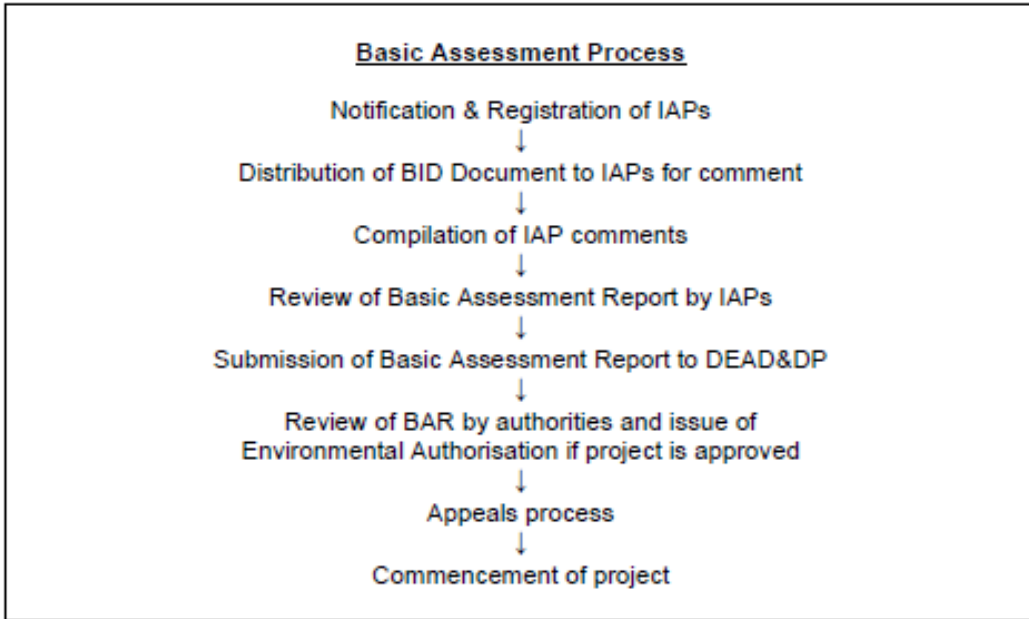 Basic Assessment Process
Notification & Registration of IAPs
↓
Distribution of BID Document to IAPs for comment
↓
Compilation of IAP comments
↓
Review of Basic Assessment Report by IAPs
↓
Submission of Basic Assessment Report to DEAD&DP
↓
Review of BAR by authorities and issue of
Environmental Authorisation if project is approved
↓
Appeals process
↓
Commencement of project